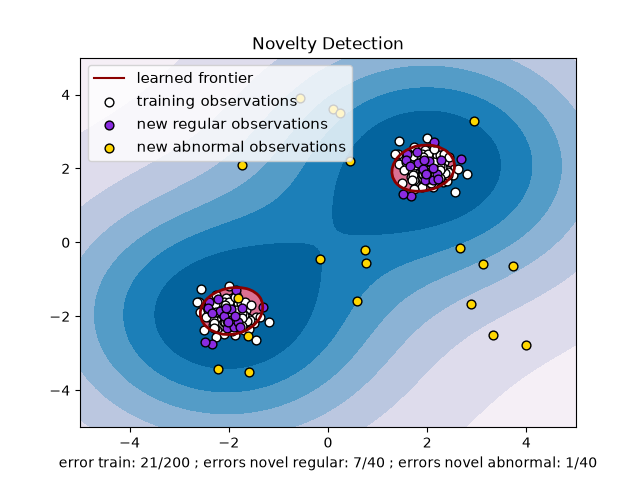 Novelty Detection
learned frontier
training observations
new regular observations
new abnormal observations
4
2
0
−2
−4
−4
−2
0
2
4
error train: 21/200 ; errors novel regular: 7/40 ; errors novel abnormal: 1/40